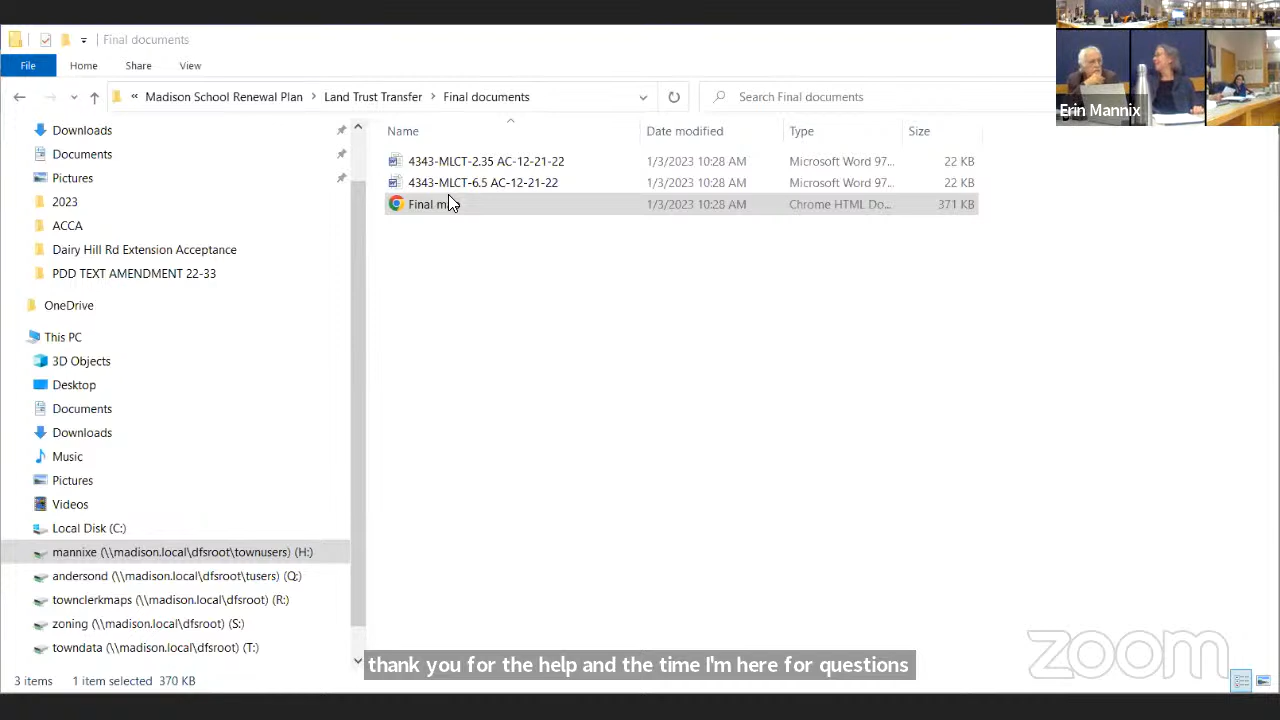 Final documents
File Home Share View
« Madison School Renewal Plan Land Trust Transfer Final documents
Search Final documents
Erin Mannix
Name Date modified Type Size
4343-MLCT-2.35 AC-12-21-22 1/3/2023 10:28 AM Microsoft Word 97... 22 KB
4343-MLCT-6.5 AC-12-21-22 1/3/2023 10:28 AM Microsoft Word 97... 22 KB
Final 1/3/2023 10:28 AM Chrome HTML Do... 371 KB
Downloads
Documents
Pictures
2023
ACCA
Dairy Hill Rd Extension Acceptance
PDD TEXT AMENDMENT 22-33
OneDrive
This PC
3D Objects
Desktop
Documents
Downloads
Music
Pictures
Videos
Local Disk (C:)
mannixe (\\madison.local\dfsroot\townusers) (H:)
andersond (\\madison.local\dfsroot\tusers) (Q:)
townclerkmaps (\\madison.local\dfsroot) (R:)
zoning (\\madison.local\dfsroot) (S:)
towndata (\\madison.local\dfsroot) (T:)
thank you for the help and the time I'm here for questions
zoom
3 items 1 item selected 370 KB